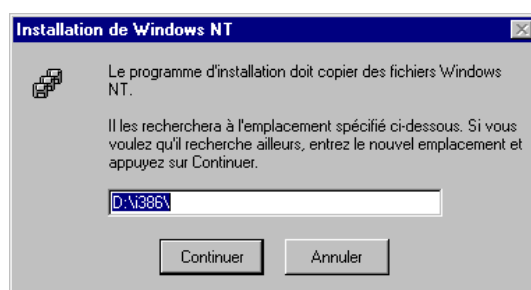 Installation de Windows NT
Le programme d'installation doit copier des fichiers Windows
NT.
Il les recherchera à l'emplacement spécifié ci-dessous. Si vous
voulez qu'il recherche ailleurs, entrez le nouvel emplacement et
appuyez sur Continuer.
D:\i386\
Continuer
Annuler